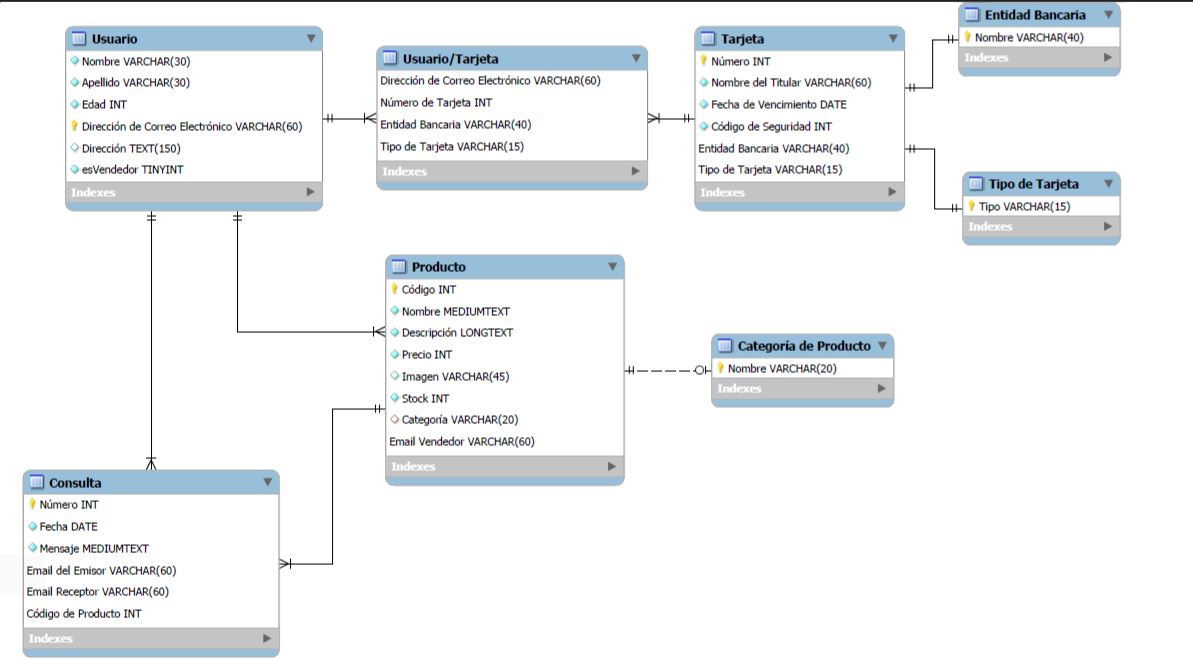 Usuario
Nombre VARCHAR(30)
Apellido VARCHAR(30)
Edad INT
Dirección de Correo Electrónico VARCHAR(60)
Dirección TEXT(150)
esVendedor TINYINT
Indexes
Usuario/Tarjeta
Dirección de Correo Electrónico VARCHAR(60)
Número de Tarjeta INT
Entidad Bancaria VARCHAR(40)
Tipo de Tarjeta VARCHAR(15)
Indexes
Tarjeta
Número INT
Nombre del Titular VARCHAR(60)
Fecha de Vencimiento DATE
Código de Seguridad INT
Entidad Bancaria VARCHAR(40)
Tipo de Tarjeta VARCHAR(15)
Indexes
Entidad Bancaria
Nombre VARCHAR(40)
Indexes
Tipo de Tarjeta
Tipo VARCHAR(15)
Indexes
Producto
Código INT
Nombre MEDIUMTEXT
Descripción LONGTEXT
Precio INT
Imagen VARCHAR(45)
Stock INT
Categoría VARCHAR(20)
Email Vendedor VARCHAR(60)
Indexes
Categoría de Producto
Nombre VARCHAR(20)
Indexes
Consulta
Número INT
Fecha DATE
Mensaje MEDIUMTEXT
Email del Emisor VARCHAR(60)
Email Receptor VARCHAR(60)
Código de Producto INT
Indexes